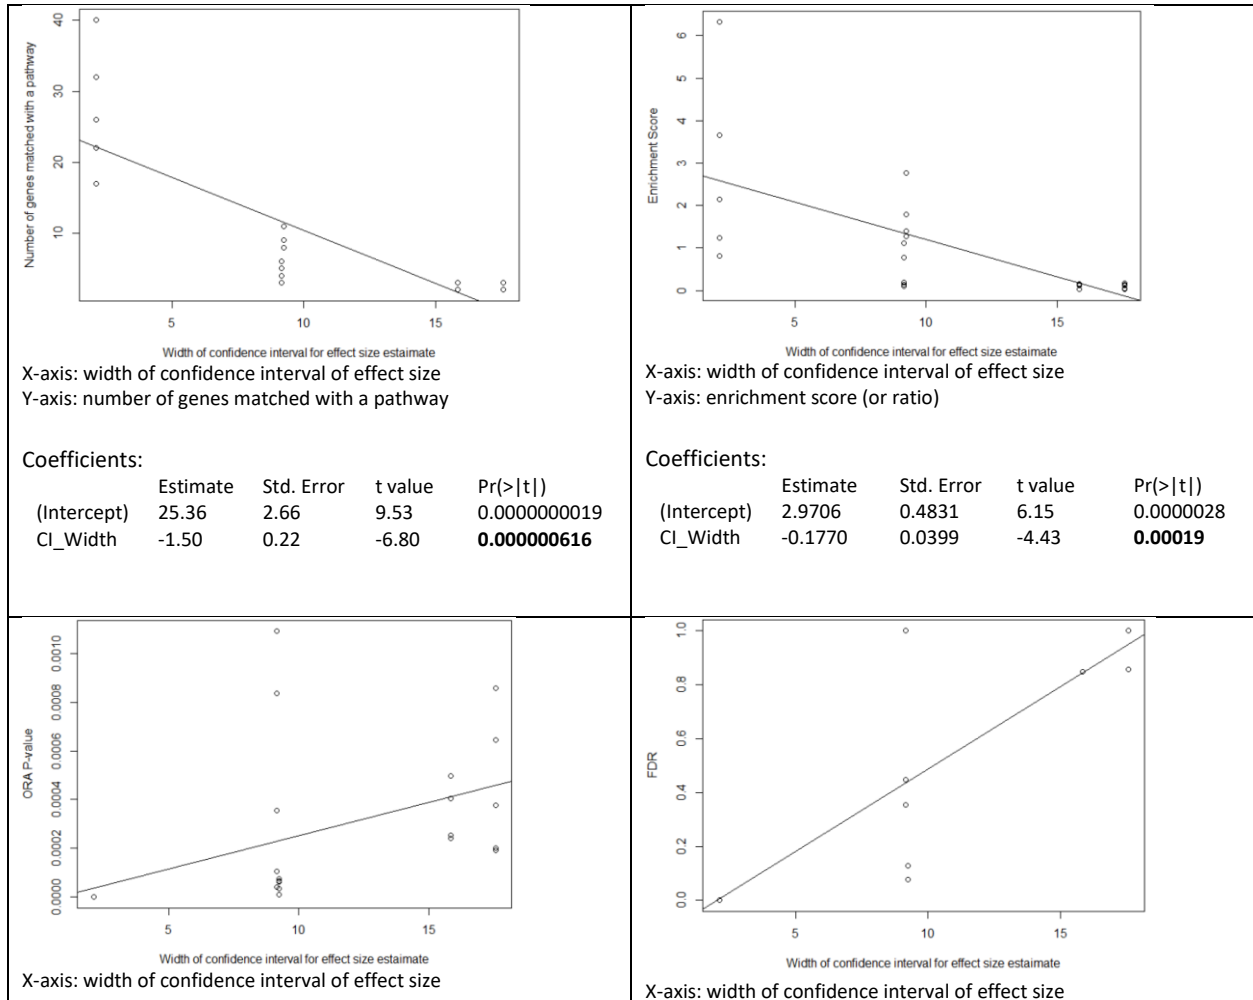 Number of genes matched with a pathway
40
30
20
10
5
10
15
Width of confidence interval for effect size estaimate
X-axis: width of confidence interval of effect size
Y-axis: number of genes matched with a pathway
Coefficients:
Estimate Std. Error t value Pr(>|t|)
(Intercept) 25.36 2.66 9.53 0.0000000019
CI_Width -1.50 0.22 -6.80 0.000000616
Enrichment Score
6
5
4
3
2
1
0
5
10
15
Width of confidence interval for effect size estaimate
X-axis: width of confidence interval of effect size
Y-axis: enrichment score (or ratio)
Coefficients:
Estimate Std. Error t value Pr(>|t|)
(Intercept) 2.9706 0.4831 6.15 0.0000028
CI_Width -0.1770 0.0399 -4.43 0.00019
ORA P-value
0.0010
0.0008
0.0006
0.0004
0.0002
0.0000
5
10
15
Width of confidence interval for effect size estaimate
X-axis: width of confidence interval of effect size
FDR
1.0
0.8
0.6
0.4
0.2
0.0
5
10
15
Width of confidence interval for effect size estaimate
X-axis: width of confidence interval of effect size